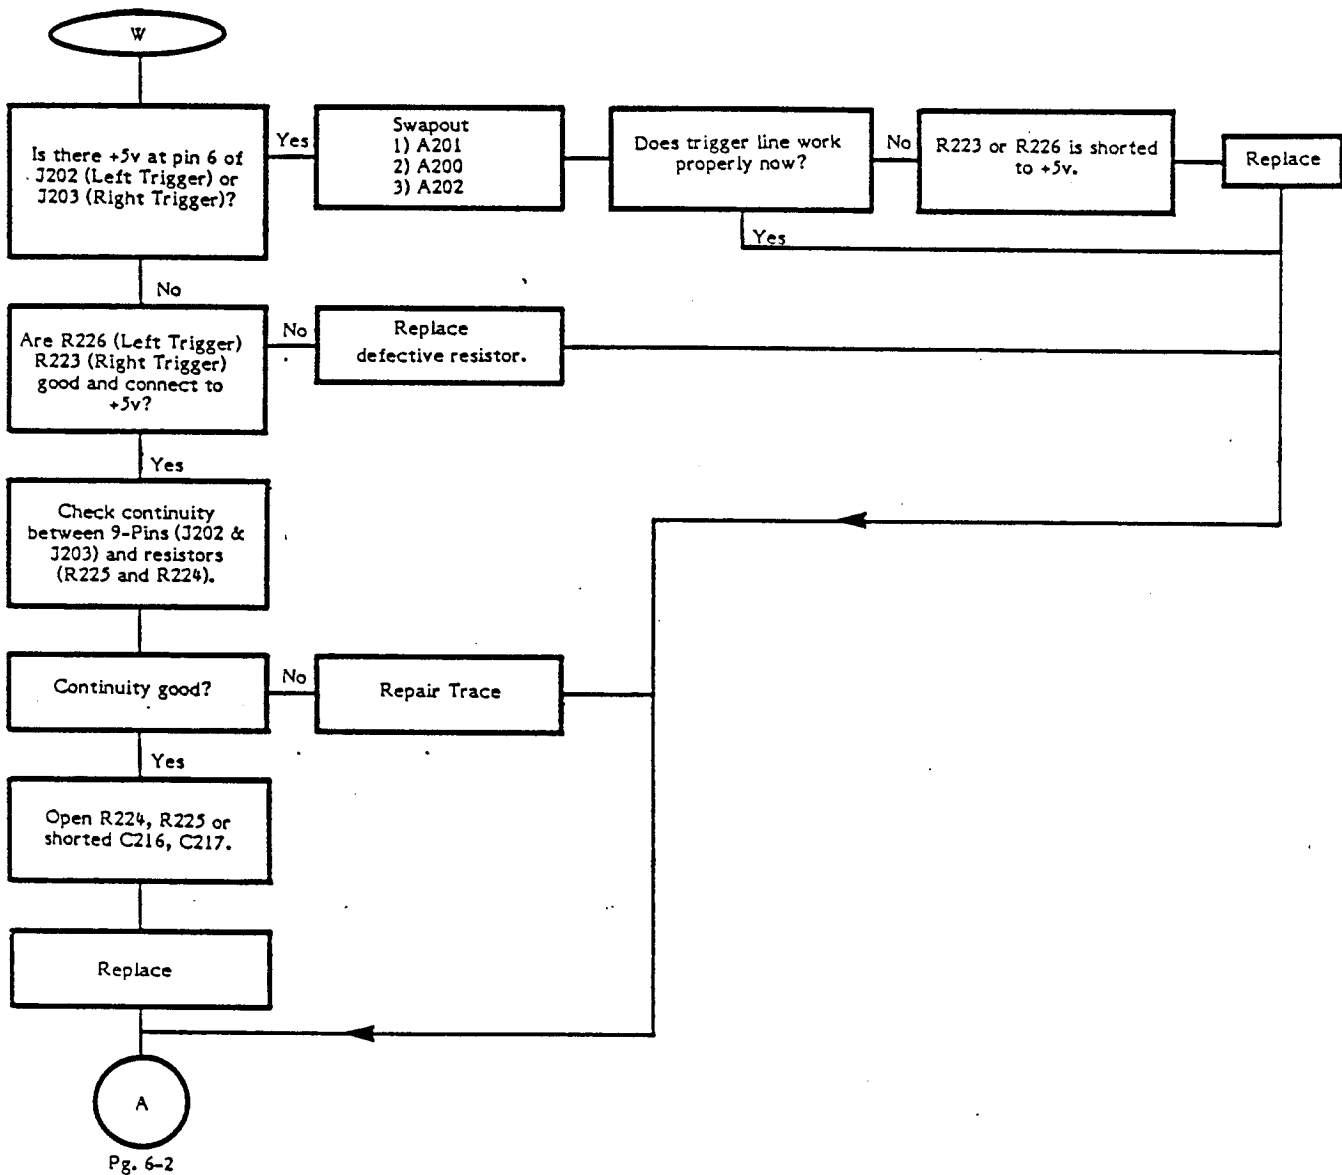 W
Is there +5v at pin 6 of
J202 (Left Trigger) or
J203 (Right Trigger)?
Yes
Swapout
1) A201
2) A200
3) A202
Does trigger line work
properly now?
No
R223 or R226 is shorted
to +5v.
Replace
Yes
No
Are R226 (Left Trigger)
R223 (Right Trigger)
good and connect to
+5v?
No
Replace
defective resistor.
Yes
Check continuity
between 9-Pins (J202 &
J203) and resistors
(R225 and R224).
Continuity good?
No
Repair Trace
Yes
Open R224, R225 or
shorted C216, C217.
Replace
A
Pg. 6-2